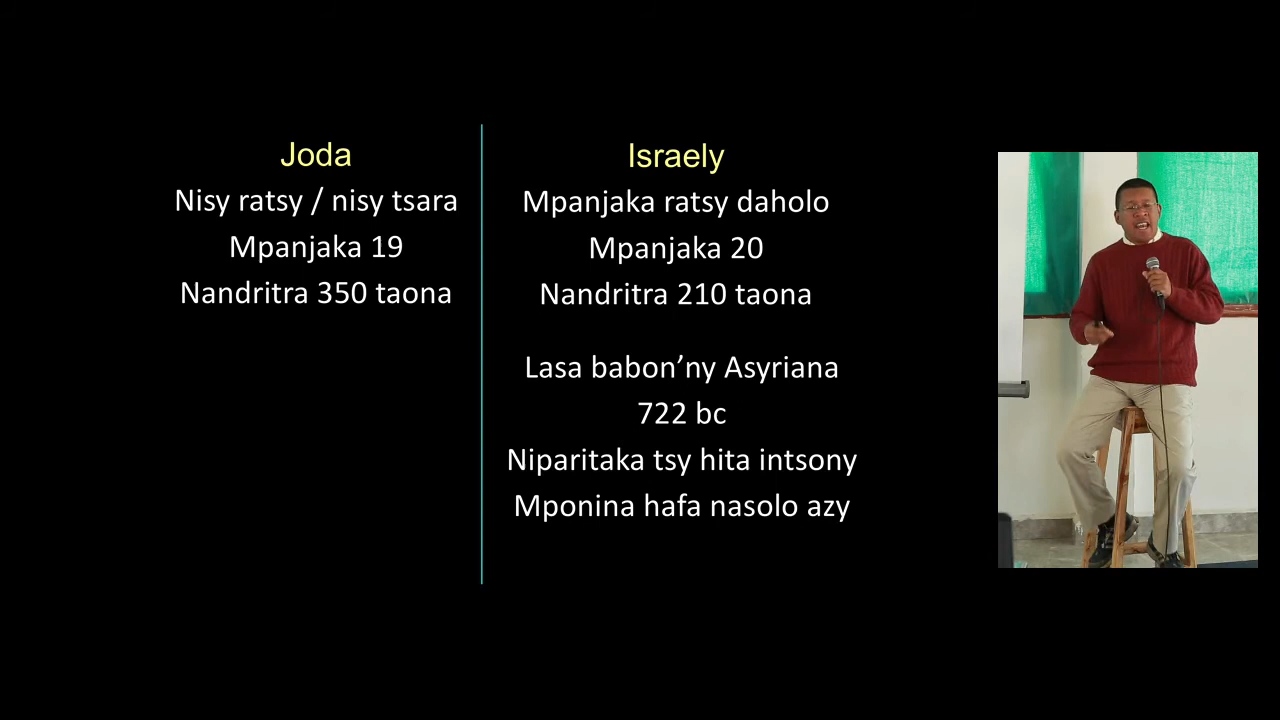 Joda
Nisy ratsy / nisy tsara
Mpanjaka 19
Nandritra 350 taona
Israely
Mpanjaka ratsy daholo
Mpanjaka 20
Nandritra 210 taona
Lasa babon’ny Asyriana
722 bc
Niparitaka tsy hita intsony
Mponina hafa nasolo azy